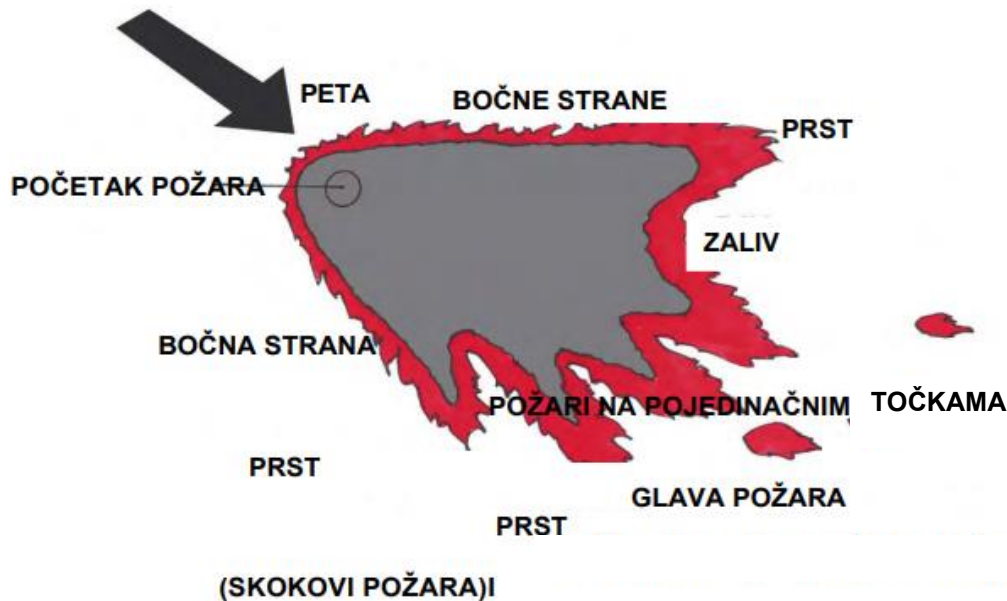 PETA
BOČNE STRANE
PRST
POČETAK POŽARA
ZALIV
BOČNA STRANA
POŽARI NA POJEDINAČNIM TOČKAMA
PRST
GLAVA POŽARA
PRST
(SKOKOVI POŽARA)I